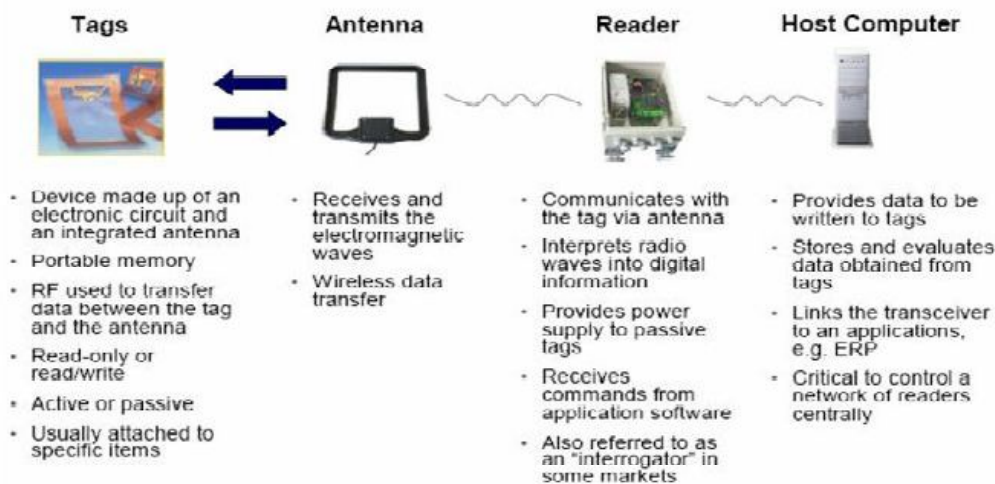 Tags
Antenna
Reader
Host Computer
• Device made up of an
electronic circuit and
an integrated antenna
• Portable memory
• RF used to transfer
data between the tag
and the antenna
• Read-only or
read/write
• Active or passive
• Usually attached to
specific items
• Receives and
transmits the
electromagnetic
waves
• Wireless data
transfer
• Communicates with
the tag via antenna
• Interprets radio
waves into digital
information
• Provides power
supply to passive
tags
• Receives
commands from
application software
• Also referred to as
an "interrogator" in
some markets
• Provides data to be
written to tags
• Stores and evaluates
data obtained from
tags
• Links the transceiver
to an applications,
e.g. ERP
• Critical to control a
network of readers
centrally